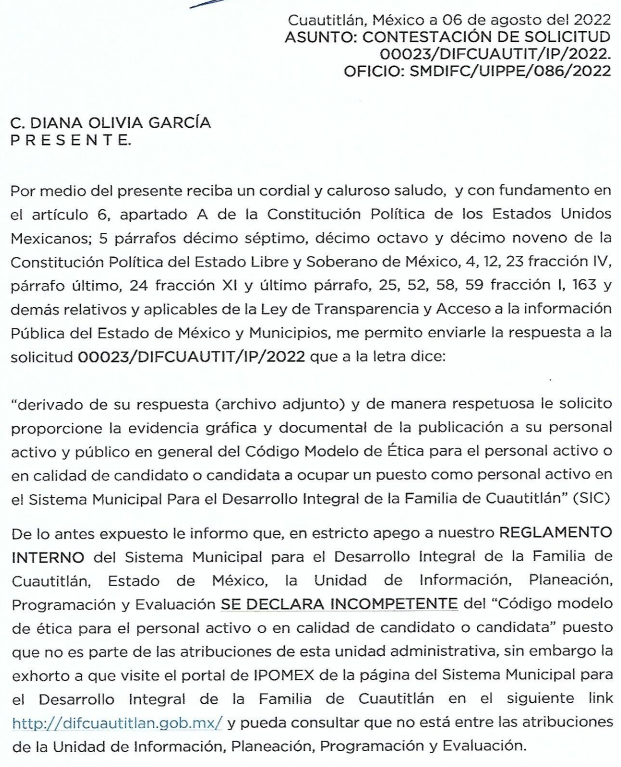 Cuautitlán, México a 06 de agosto del 2022
ASUNTO: CONTESTACIÓN DE SOLICITUD
00023/DIFCUAUTIT/IP/2022.
OFICIO: SMDIFC/UIPPE/086/2022
C. DIANA OLIVIA GARCÍA
P R E S E N T E.
Por medio del presente reciba un cordial y caluroso saludo, y con fundamento en
el artículo 6, apartado A de la Constitución Política de los Estados Unidos
Mexicanos; 5 párrafos décimo séptimo, décimo octavo y décimo noveno de la
Constitución Política del Estado Libre y Soberano de México, 4, 12, 23 fracción IV,
párrafo último, 24 fracción XI y último párrafo, 25, 52, 58, 59 fracción I, 163 y
demás relativos y aplicables de la Ley de Transparencia y Acceso a la información
Pública del Estado de México y Municipios, me permito enviarle la respuesta a la
solicitud 00023/DIFCUAUTIT/IP/2022 que a la letra dice:
“derivado de su respuesta (archivo adjunto) y de manera respetuosa le solicito
proporcione la evidencia gráfica y documental de la publicación a su personal
activo y público en general del Código Modelo de Ética para el personal activo o
en calidad de candidato o candidata a ocupar un puesto como personal activo en
el Sistema Municipal Para el Desarrollo Integral de la Familia de Cuautitlán” (SIC)
De lo antes expuesto le informo que, en estricto apego a nuestro REGLAMENTO
INTERNO del Sistema Municipal para el Desarrollo Integral de la Familia de
Cuautitlán, Estado de México, la Unidad de Información, Planeación,
Programación y Evaluación SE DECLARA INCOMPETENTE del “Código modelo
de ética para el personal activo o en calidad de candidato o candidata” puesto
que no es parte de las atribuciones de esta unidad administrativa, sin embargo la
exhorto a que visite el portal de IPOMEX de la página del Sistema Municipal para
el Desarrollo Integral de la Familia de Cuautitlán en el siguiente link
http://difcuautitlan.gob.mx/ y pueda consultar que no está entre las atribuciones
de la Unidad de Información, Planeación, Programación y Evaluación.